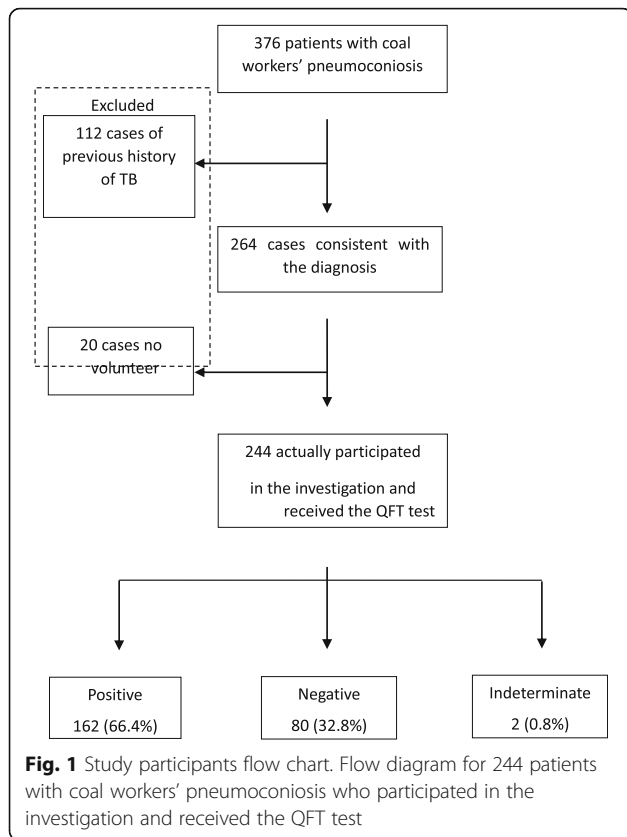 376 patients with coal
workers’ pneumoconiosis
Excluded
112 cases of
previous history
of TB
264 cases consistent with
the diagnosis
20 cases no
volunteer
244 actually participated
in the investigation and
received the QFT test
Positive
162 (66.4%)
Negative
80 (32.8%)
Indeterminate
2 (0.8%)
Fig. 1 Study participants flow chart. Flow diagram for 244 patients
with coal workers’ pneumoconiosis who participated in the
investigation and received the QFT test